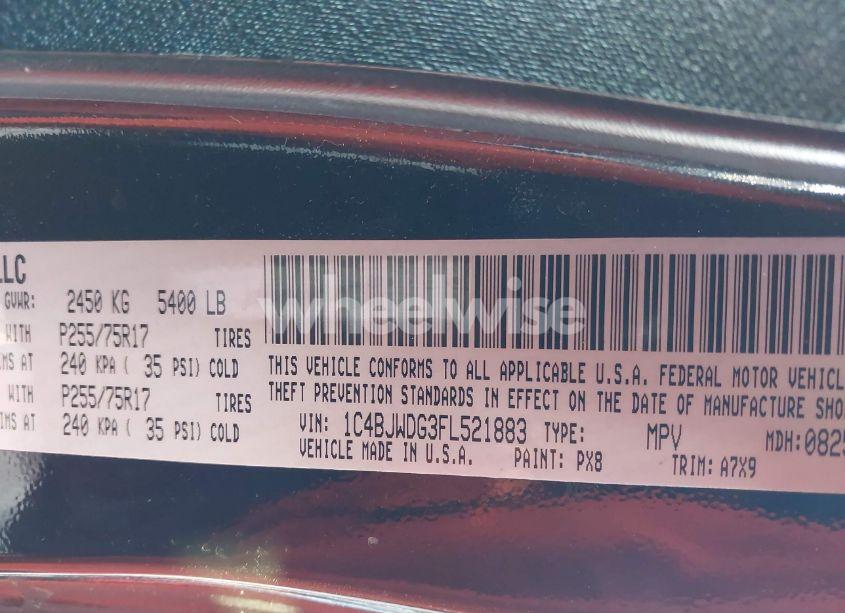 LLC
GVWR: 2450 KG 5400 LB
WITH P255/75R17 TIRES
IMS AT 240 KPA ( 35 PSI) COLD
WITH P255/75R17 TIRES
IMS AT 240 KPA ( 35 PSI) COLD
wheelwise
THIS VEHICLE CONFORMS TO ALL APPLICABLE U.S.A. FEDERAL MOTOR VEHICL
THEFT PREVENTION STANDARDS IN EFFECT ON THE DATE OF MANUFACTURE SHO
VIN: 1C4BJWDG3FL521883 TYPE: MPV MDH: 0825
VEHICLE MADE IN U.S.A. PAINT: PX8 TRIM: A7X9